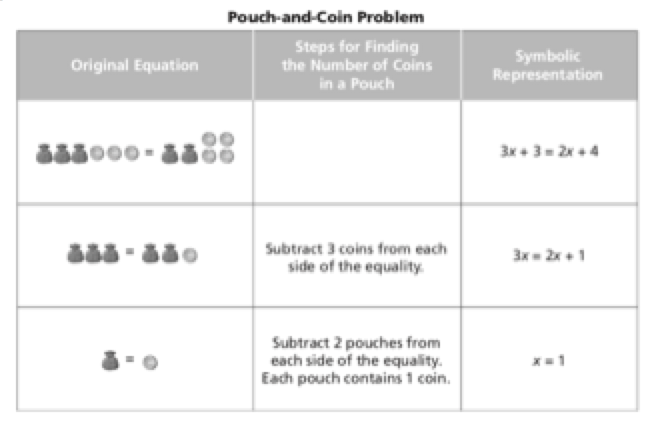 Pouch-and-Coin Problem
Original Equation
Steps for Finding
the Number of Coins
in a Pouch
Symbolic
Representation
=
3x + 3 = 2x + 4
=
Subtract 3 coins from each
side of the equality.
3x = 2x + 1
=
Subtract 2 pouches from
each side of the equality.
Each pouch contains 1 coin.
x = 1